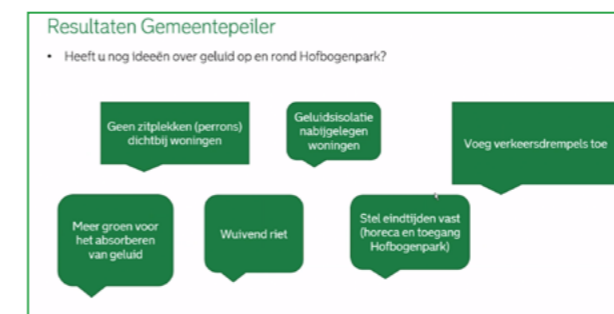 Resultaten Gemeentepeiler
• Heeft u nog ideeën over geluid op en rond Hofbogenpark?
Geen zitplekken (perrons)
dichtbij woningen
Geluidsisolatie
nabijgelegen
woningen
Voeg verkeersdrempels toe
Meer groen voor
het absorberen
van geluid
Wuivend riet
Stel eindtijden vast
(horeca en toegang
Hofbogenpark)